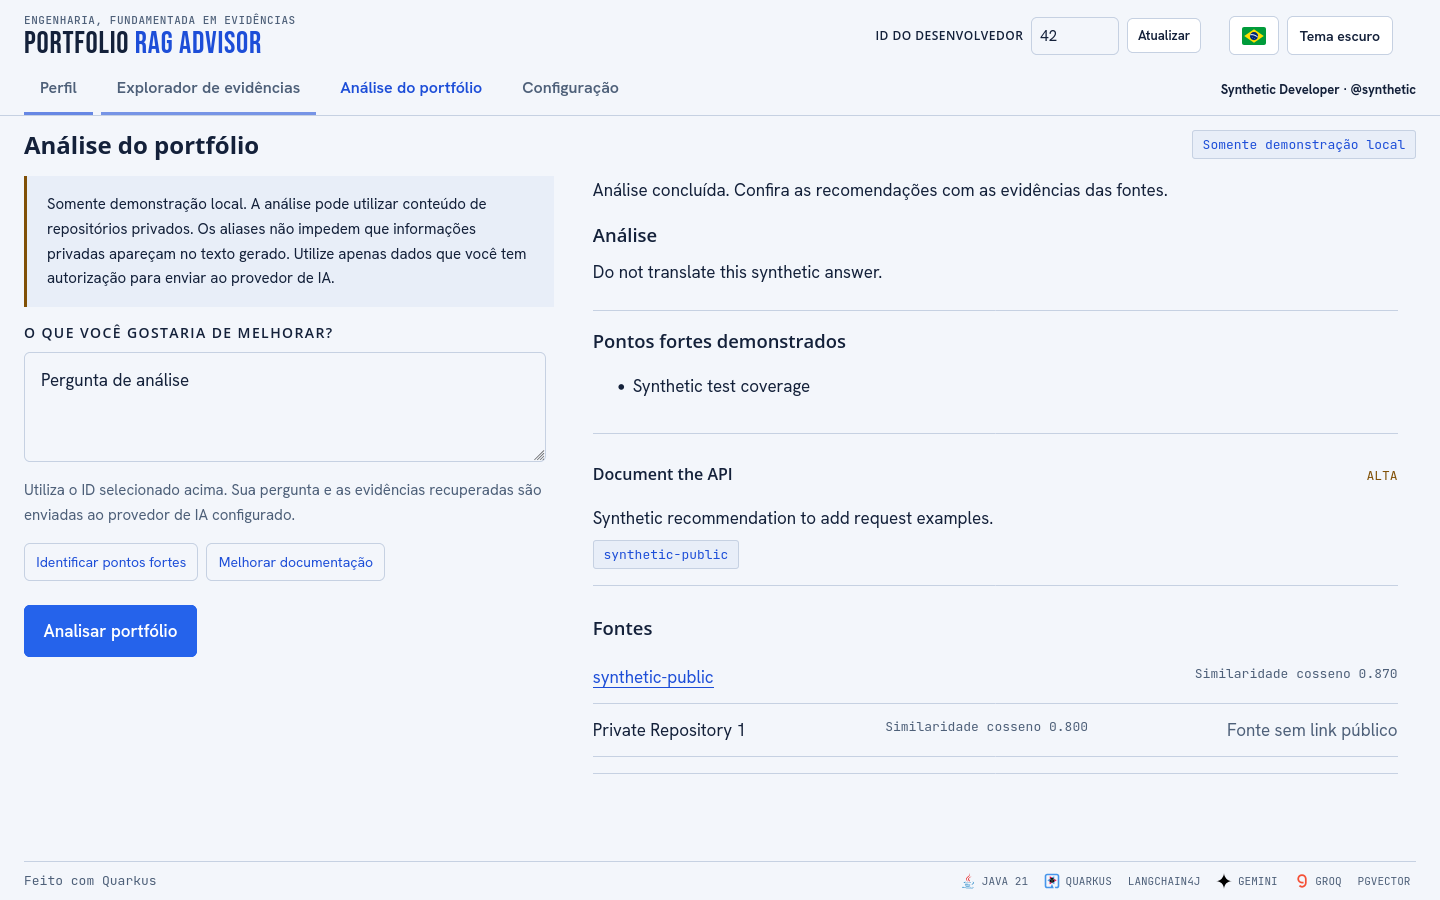 ENGENHARIA, FUNDAMENTADA EM EVIDÊNCIAS
PORTFOLIO RAG ADVISOR
ID DO DESENVOLVEDOR
42
Atualizar
Tema escuro
Perfil
Explorador de evidências
Análise do portfólio
Configuração
Synthetic Developer · @synthetic
Análise do portfólio
Somente demonstração local
Somente demonstração local. A análise pode utilizar conteúdo de
repositórios privados. Os aliases não impedem que informações
privadas apareçam no texto gerado. Utilize apenas dados que você tem
autorização para enviar ao provedor de IA.
O QUE VOCÊ GOSTARIA DE MELHORAR?
Pergunta de análise
Utiliza o ID selecionado acima. Sua pergunta e as evidências recuperadas são
enviadas ao provedor de IA configurado.
Identificar pontos fortes
Melhorar documentação
Analisar portfólio
Análise concluída. Confira as recomendações com as evidências das fontes.
Análise
Do not translate this synthetic answer.
Pontos fortes demonstrados
• Synthetic test coverage
Document the API
ALTA
Synthetic recommendation to add request examples.
synthetic-public
Fontes
synthetic-public
Similaridade cosseno 0.870
Private Repository 1
Similaridade cosseno 0.800
Fonte sem link público
Feito com Quarkus
JAVA 21
QUARKUS
LANGCHAIN4J
GEMINI
GROQ
PGVECTOR